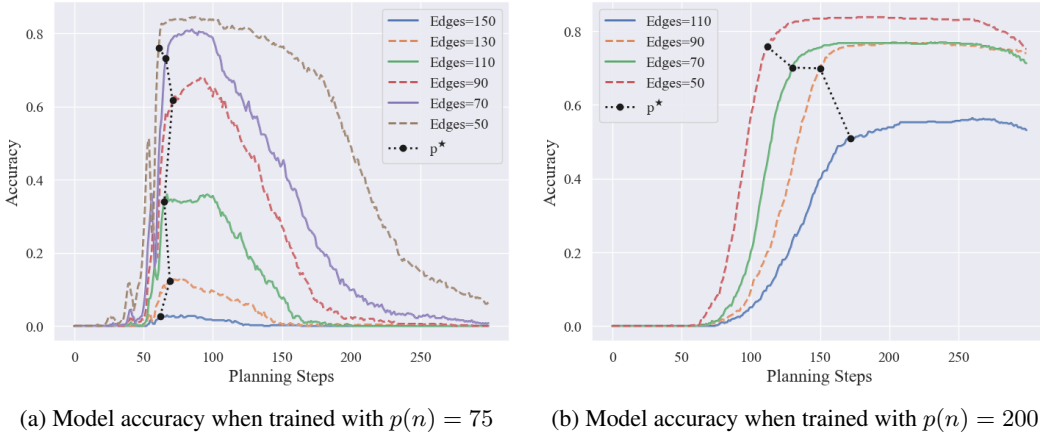 Edges=150
Edges=130
Edges=110
Edges=90
Edges=70
Edges=50
p★
0.8
0.6
0.4
0.2
0.0
Accuracy
0 50 100 150 200 250
Planning Steps
(a) Model accuracy when trained with p(n) = 75
Edges=110
Edges=90
Edges=70
Edges=50
p★
0.8
0.6
0.4
0.2
0.0
Accuracy
0 50 100 150 200 250
Planning Steps
(b) Model accuracy when trained with p(n) = 200